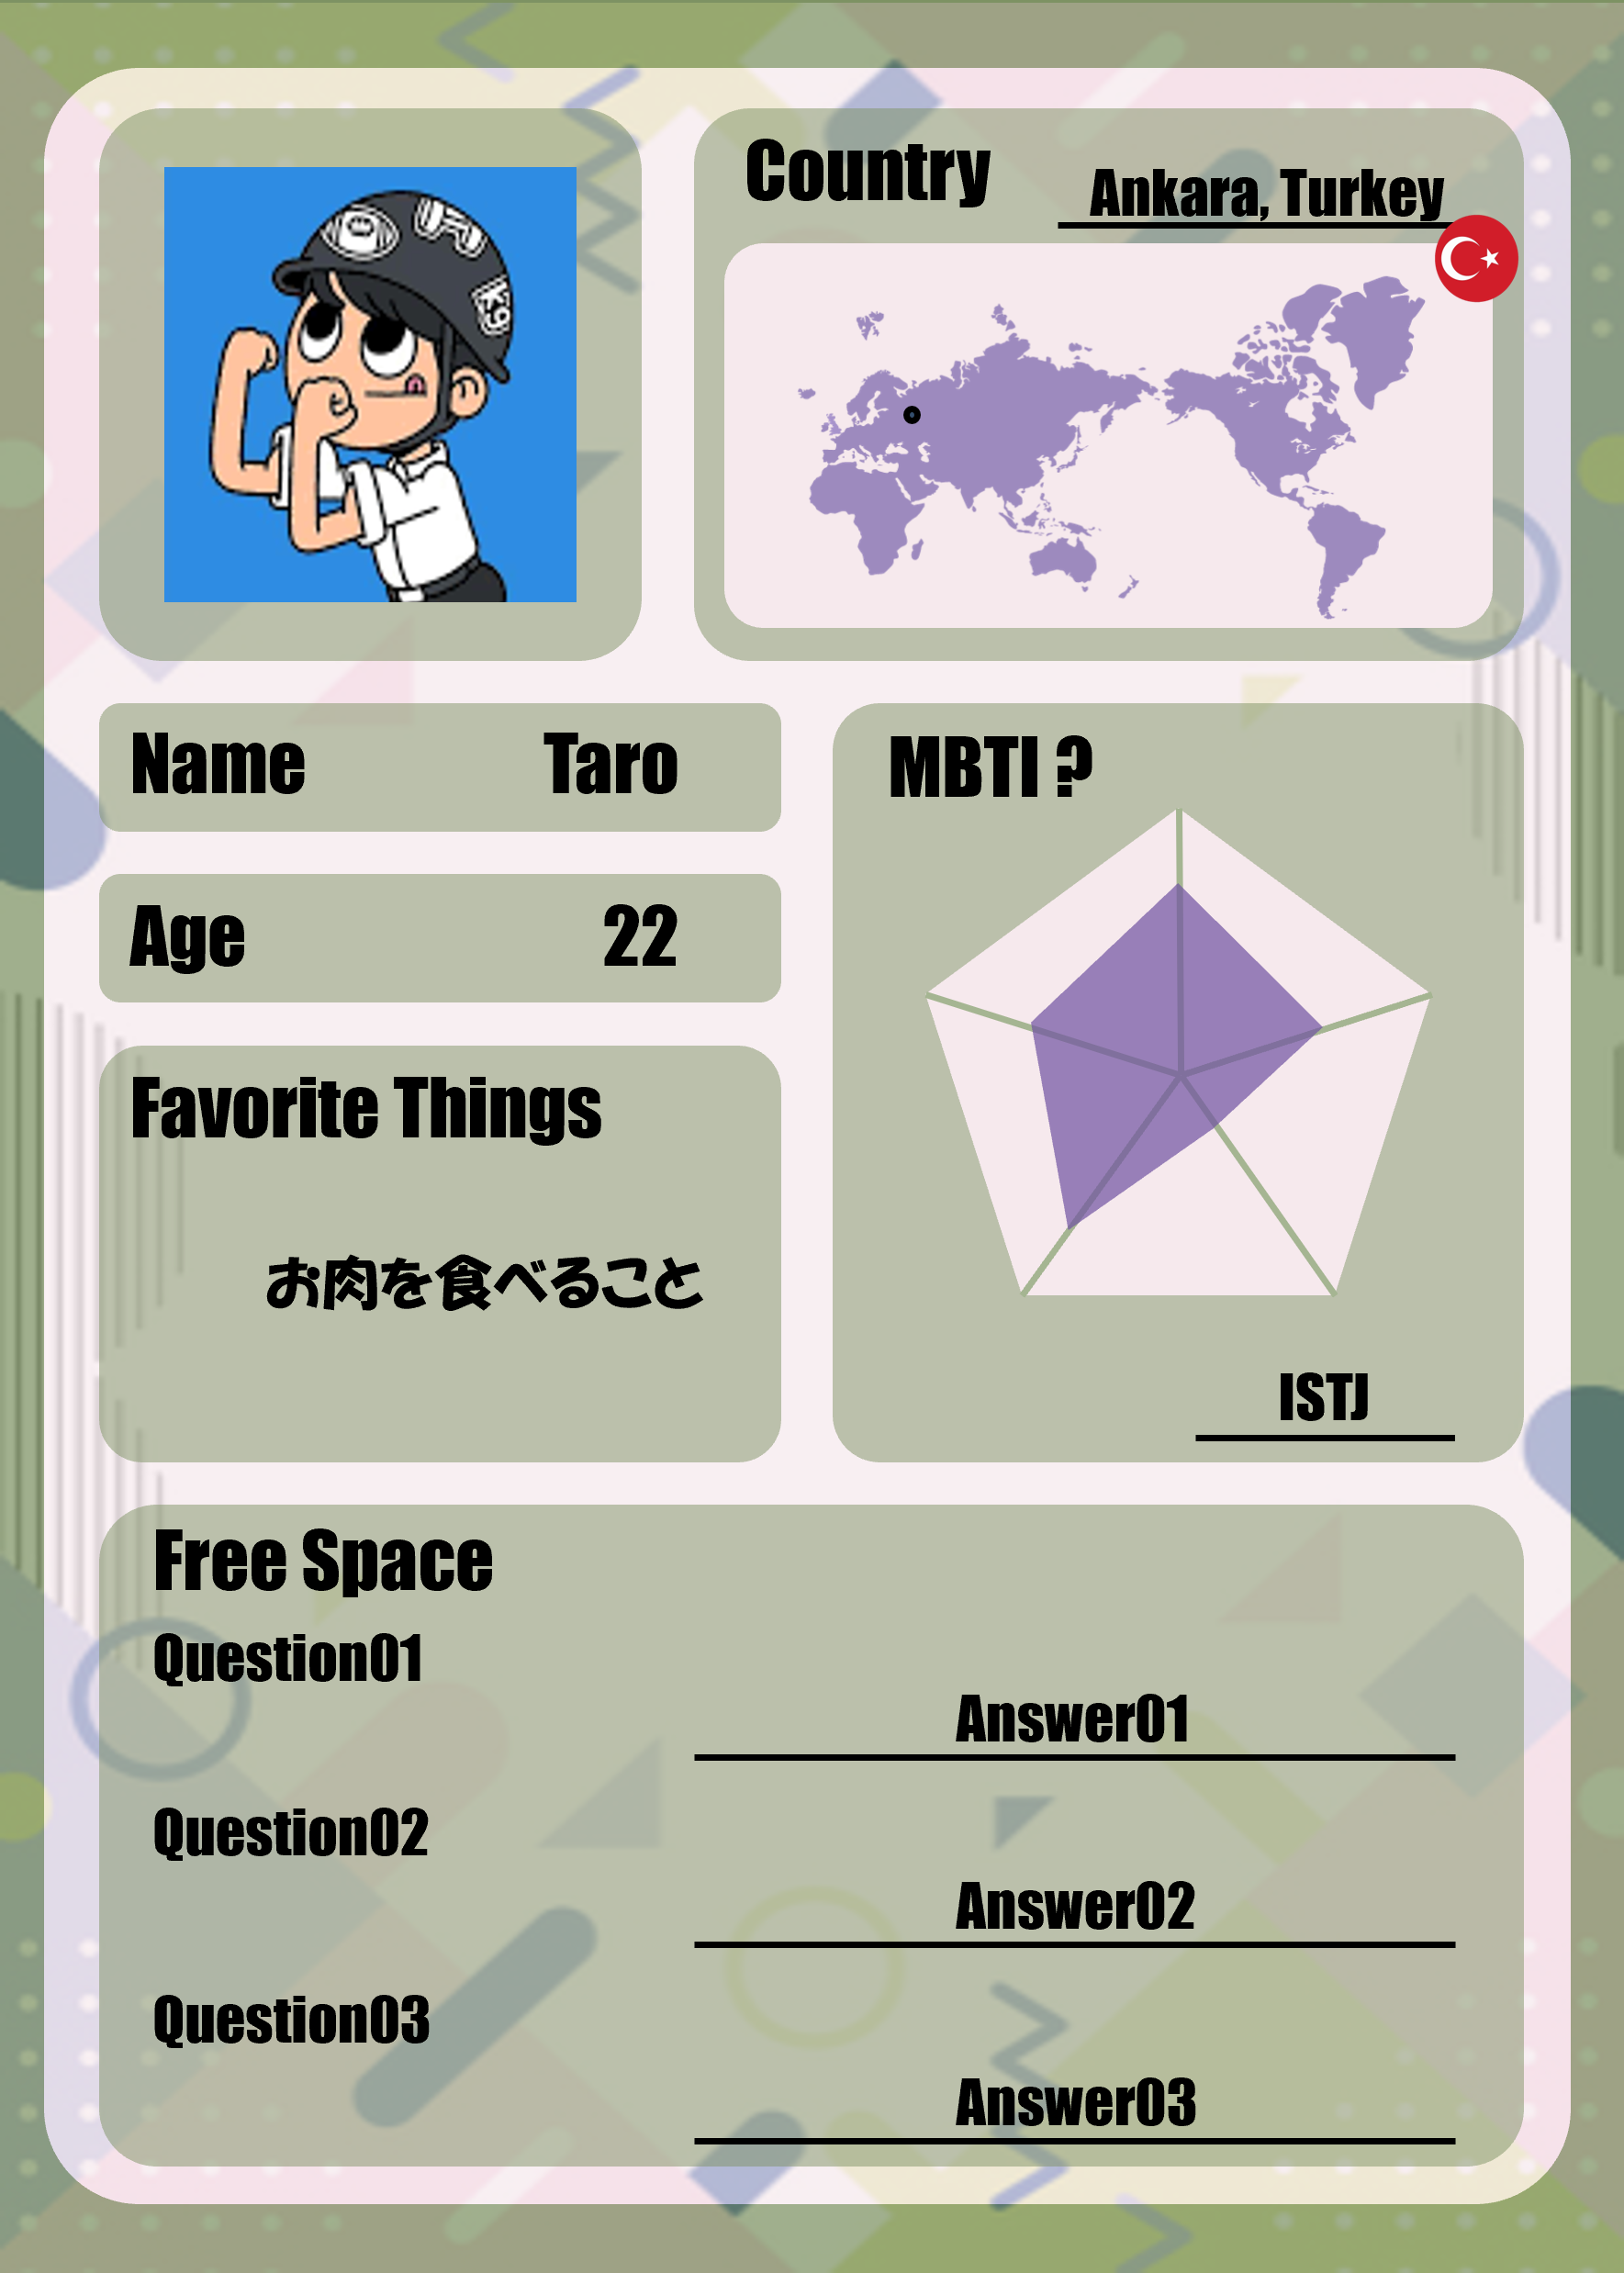 Country
Ankara, Turkey
K9
Name Taro
MBTI ?
Age 22
Favorite Things
お肉を食べること
ISTJ
Free Space
Question01
Answer01
Question02
Answer02
Question03
Answer03